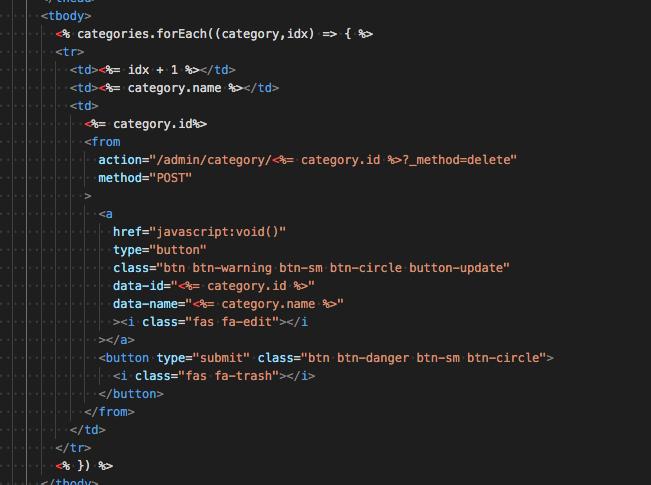 <tbody>
<% categories.forEach((category,idx) => { %>
<tr>
<td><%= idx + 1 %></td>
<td><%= category.name %></td>
<td>
<%= category.id%>
<from
action="/admin/category/<%= category.id %>?_method=delete"
method="POST"
>
<a
href="javascript:void()"
type="button"
class="btn btn-warning btn-sm btn-circle button-update"
data-id="<%= category.id %>"
data-name="<%= category.name %>"
><i class="fas fa-edit"></i
></a>
<button type="submit" class="btn btn-danger btn-sm btn-circle">
<i class="fas fa-trash"></i>
</button>
</from>
</td>
</tr>
<% }) %>
</tbody>